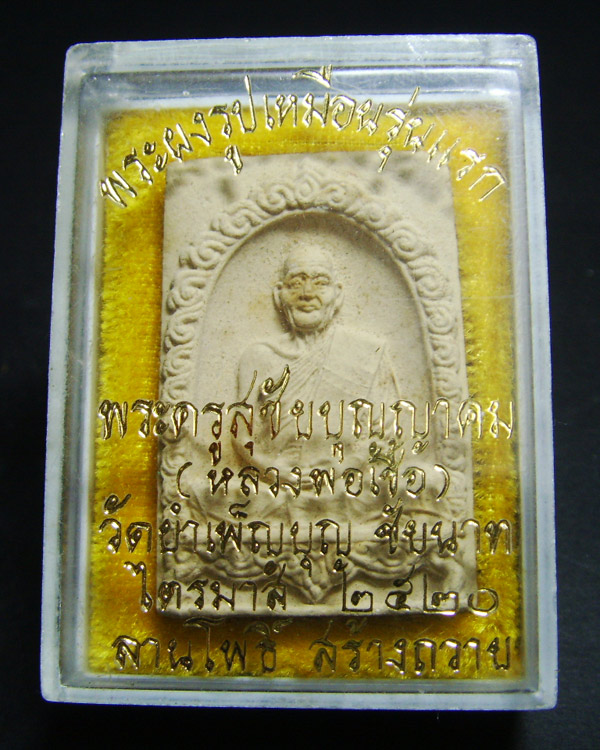 พระผงรูปเหมือนรุ่นแรก
พระครูสุชัยบุญญาคม
(หลวงพ่อเชื้อ)
วัดยำเพ็ญบุญ ชัยนาท
ไตรมาส ๒๕๒๐
ลานโพธิ์ สร้างถวาย